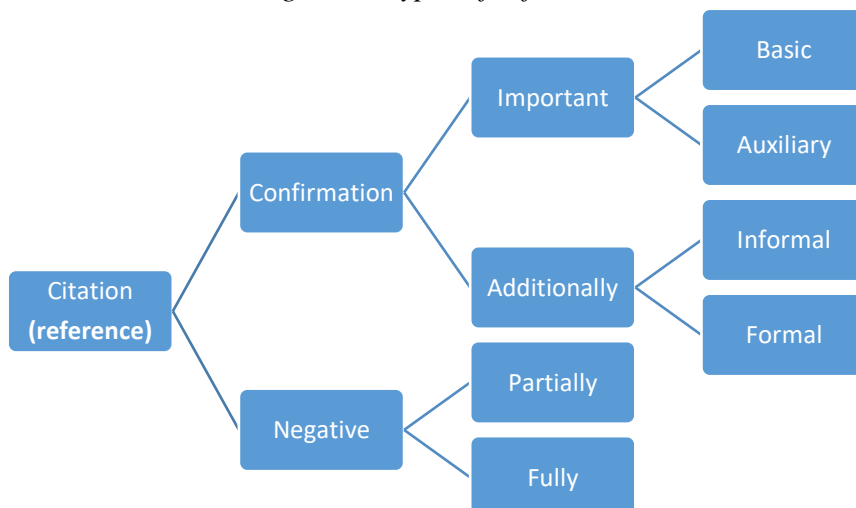 Citation
(reference)
Confirmation
Important
Basic
Auxiliary
Additionally
Informal
Formal
Negative
Partially
Fully